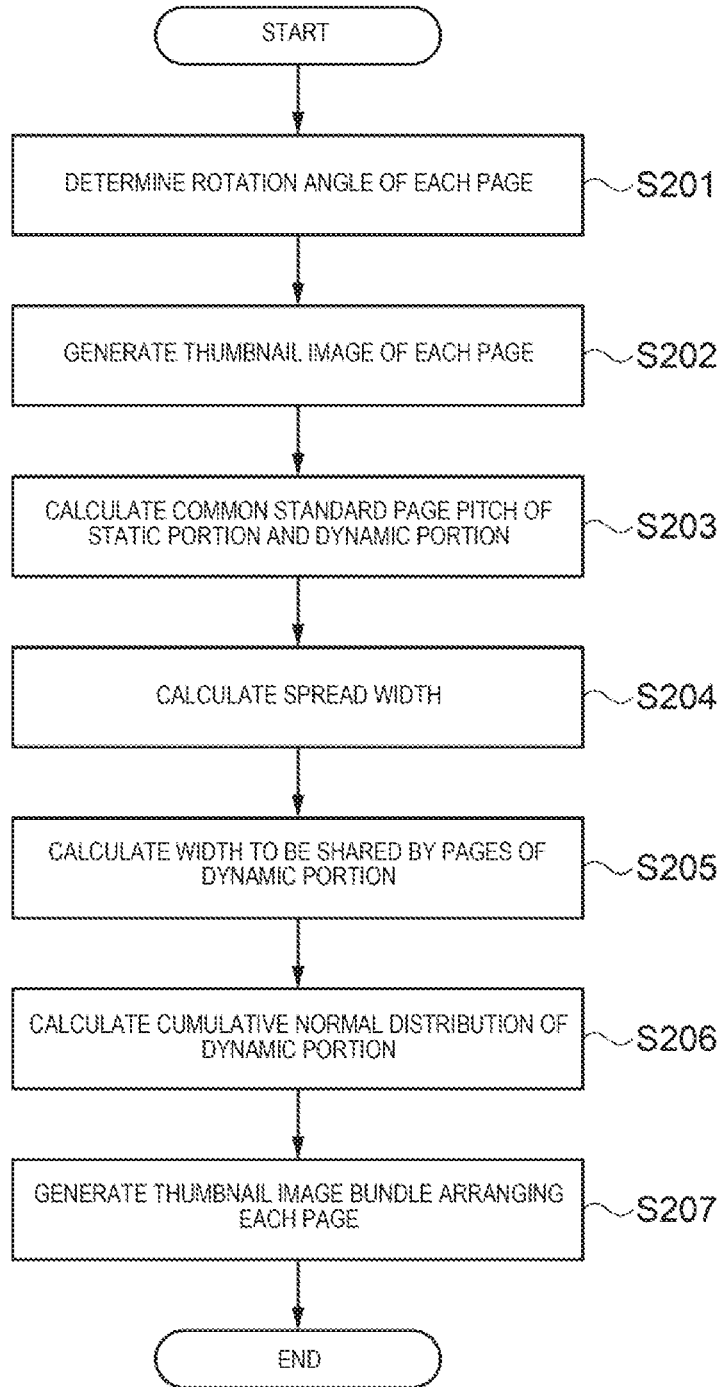 START
DETERMINE ROTATION ANGLE OF EACH PAGE
S201
GENERATE THUMBNAIL IMAGE OF EACH PAGE
S202
CALCULATE COMMON STANDARD PAGE PITCH OF
STATIC PORTION AND DYNAMIC PORTION
S203
CALCULATE SPREAD WIDTH
S204
CALCULATE WIDTH TO BE SHARED BY PAGES OF
DYNAMIC PORTION
S205
CALCULATE CUMULATIVE NORMAL DISTRIBUTION OF
DYNAMIC PORTION
S206
GENERATE THUMBNAIL IMAGE BUNDLE ARRANGING
EACH PAGE
S207
END